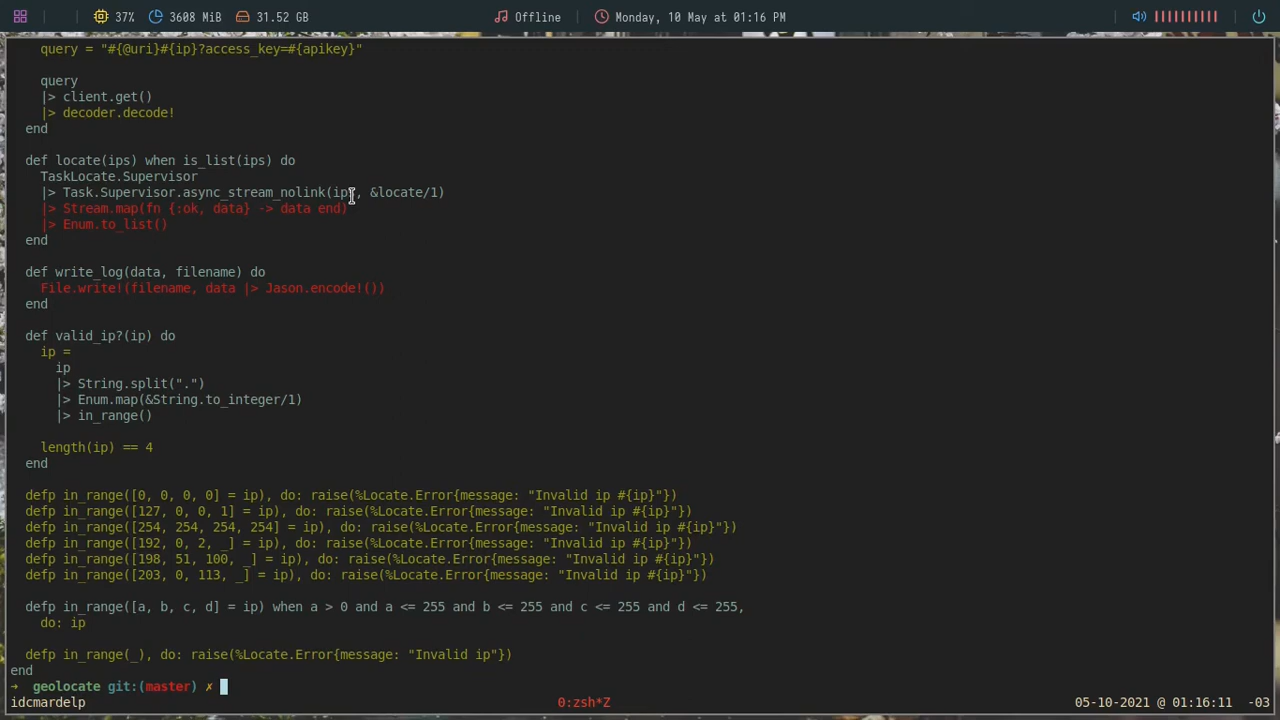 37% 3608 MiB 31.52 GB Offline Monday, 10 May at 01:16 PM
query = "#{@uri}#{ip}?access_key=#{apikey}"
query
|> client.get()
|> decoder.decode!
end
def locate(ips) when is_list(ips) do
TaskLocate.Supervisor
|> Task.Supervisor.async_stream_nolink(ips, &locate/1)
|> Stream.map(fn {:ok, data} -> data end)
|> Enum.to_list()
end
def write_log(data, filename) do
File.write!(filename, data |> Jason.encode!())
end
def valid_ip?(ip) do
ip =
ip
|> String.split(".")
|> Enum.map(&String.to_integer/1)
|> in_range()
length(ip) == 4
end
defp in_range([0, 0, 0, 0] = ip), do: raise(%Locate.Error{message: "Invalid ip #{ip}"})
defp in_range([127, 0, 0, 1] = ip), do: raise(%Locate.Error{message: "Invalid ip #{ip}"})
defp in_range([254, 254, 254, 254] = ip), do: raise(%Locate.Error{message: "Invalid ip #{ip}"})
defp in_range([192, 0, 2, _] = ip), do: raise(%Locate.Error{message: "Invalid ip #{ip}"})
defp in_range([198, 51, 100, _] = ip), do: raise(%Locate.Error{message: "Invalid ip #{ip}"})
defp in_range([203, 0, 113, _] = ip), do: raise(%Locate.Error{message: "Invalid ip #{ip}"})
defp in_range([a, b, c, d] = ip) when a > 0 and a <= 255 and b <= 255 and c <= 255 and d <= 255,
do: ip
defp in_range(_), do: raise(%Locate.Error{message: "Invalid ip"})
end
→ geolocate git:(master) ✗
idcmardelp 0:zsh*Z 05-10-2021 @ 01:16:11 -03